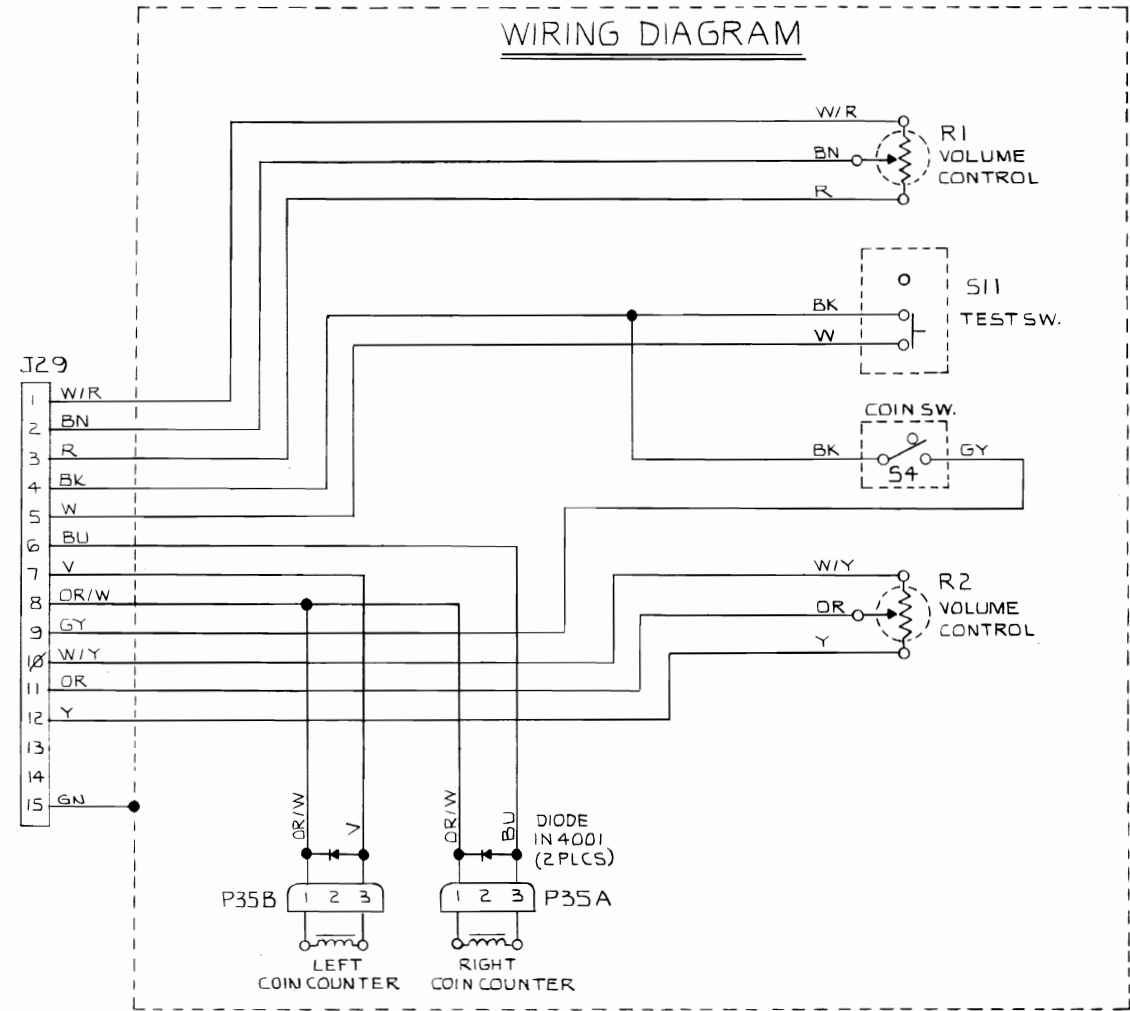 WIRING DIAGRAM
W/R
R1
VOLUME
CONTROL
BN
R
S11
TEST SW.
BK
W
COIN SW.
BK
GY
S4
W/Y
R2
VOLUME
CONTROL
OR
Y
J29
1 W/R
2 BN
3 R
4 BK
5 W
6 BU
7 V
8 OR/W
9 GY
10 W/Y
11 OR
12 Y
13
14
15 GN
OR/W
V
OR/W
BU
DIODE
IN4001
(2PLCS)
P35B
1 2 3
1 2 3
P35A
LEFT
COIN COUNTER
RIGHT
COIN COUNTER